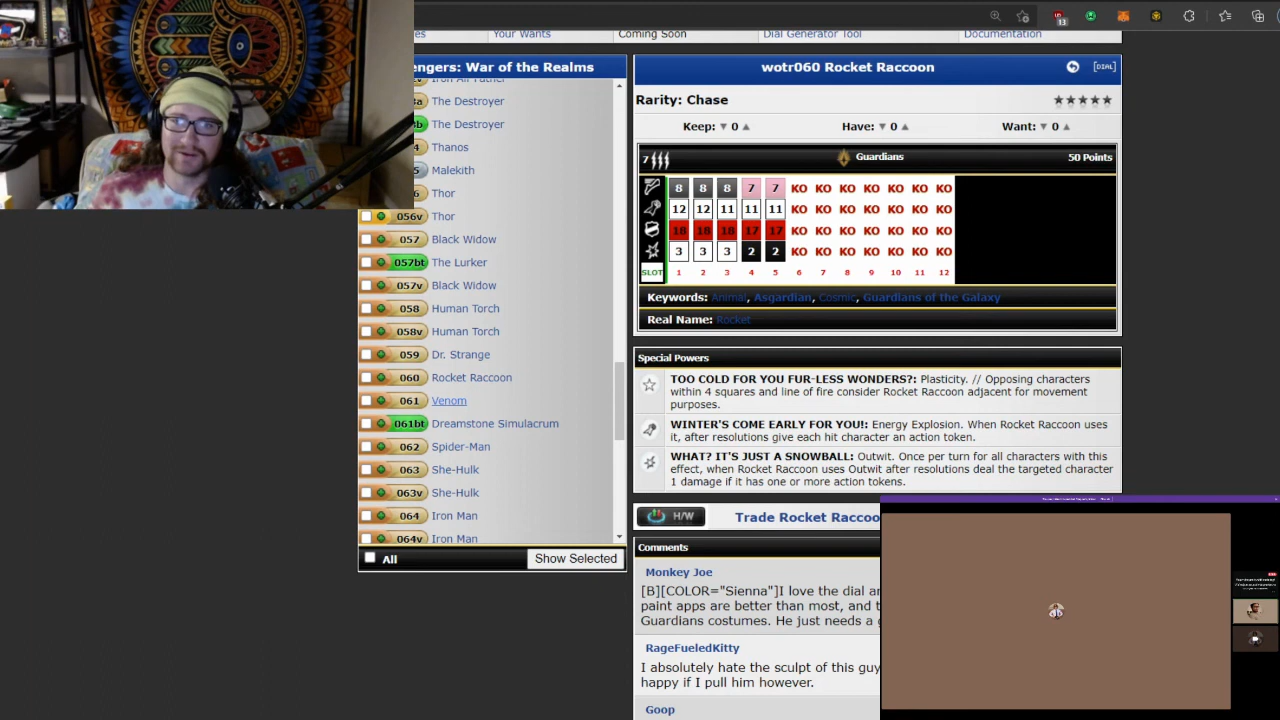 Your Wants
Coming Soon
Dial Generator Tool
Documentation
engers: War of the Realms
The Destroyer
The Destroyer
Thanos
Malekith
Thor
056v Thor
057 Black Widow
057bt The Lurker
057v Black Widow
058 Human Torch
058v Human Torch
059 Dr. Strange
060 Rocket Raccoon
061 Venom
061bt Dreamstone Simulacrum
062 Spider-Man
063 She-Hulk
063v She-Hulk
064 Iron Man
064v Iron Man
All
Show Selected
wotr060 Rocket Raccoon
[DIAL]
Rarity: Chase
★★★★★
Keep: ▼ 0 ▲
Have: ▼ 0 ▲
Want: ▼ 0 ▲
7
Guardians
50 Points
8 8 8 7 7 KO KO KO KO KO KO KO
12 12 11 11 11 KO KO KO KO KO KO KO
18 18 18 17 17 KO KO KO KO KO KO KO
3 3 3 2 2 KO KO KO KO KO KO KO
SLOT 1 2 3 4 5 6 7 8 9 10 11 12
Keywords: Animal, Asgardian, Cosmic, Guardians of the Galaxy
Real Name: Rocket
Special Powers
TOO COLD FOR YOU FUR-LESS WONDERS?: Plasticity. // Opposing characters
within 4 squares and line of fire consider Rocket Raccoon adjacent for movement
purposes.
WINTER'S COME EARLY FOR YOU!: Energy Explosion. When Rocket Raccoon uses
it, after resolutions give each hit character an action token.
WHAT? IT'S JUST A SNOWBALL: Outwit. Once per turn for all characters with this
effect, when Rocket Raccoon uses Outwit after resolutions deal the targeted character
1 damage if it has one or more action tokens.
H/W
Trade Rocket Raccoo
Comments
Monkey Joe
[B][COLOR="Sienna"]I love the dial a
paint apps are better than most, and t
Guardians costumes. He just needs a
RageFueledKitty
I absolutely hate the sculpt of this guy
happy if I pull him however.
Goop
13